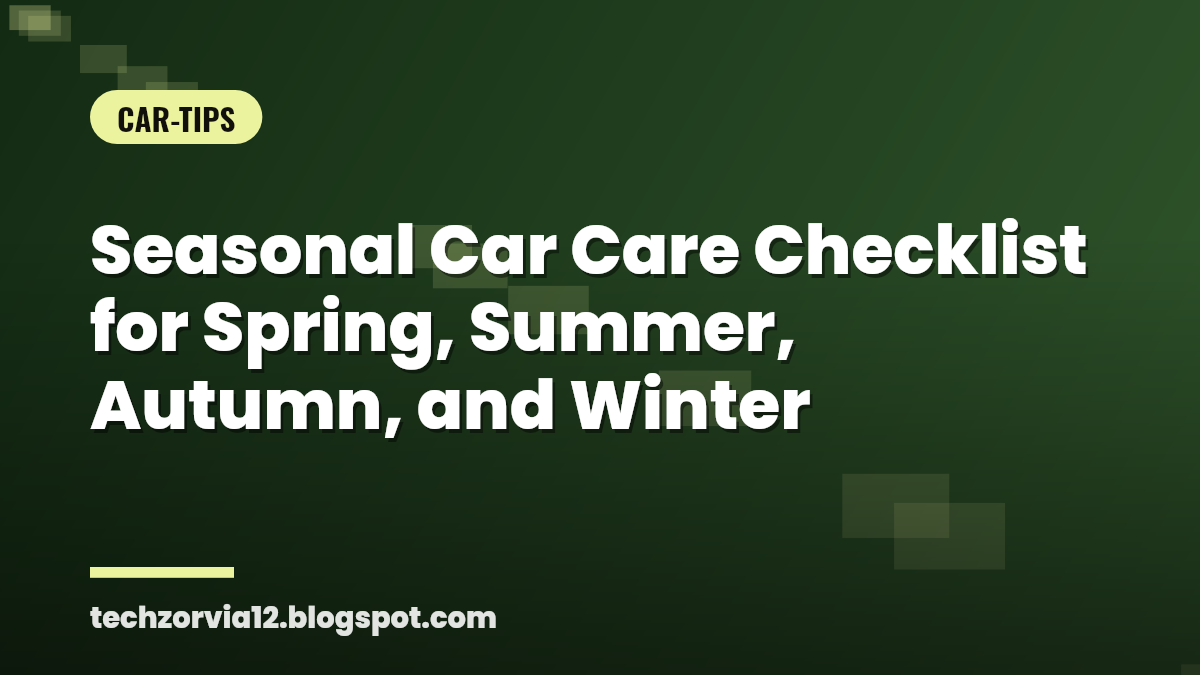 CAR-TIPS
Seasonal Car Care Checklist
for Spring, Summer,
Autumn, and Winter
techzorvia12.blogspot.com